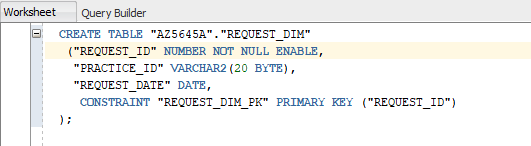 Worksheet Query Builder
CREATE TABLE "AZ5645A"."REQUEST_DIM"
("REQUEST_ID" NUMBER NOT NULL ENABLE,
"PRACTICE_ID" VARCHAR2(20 BYTE),
"REQUEST_DATE" DATE,
CONSTRAINT "REQUEST_DIM_PK" PRIMARY KEY ("REQUEST_ID")
);